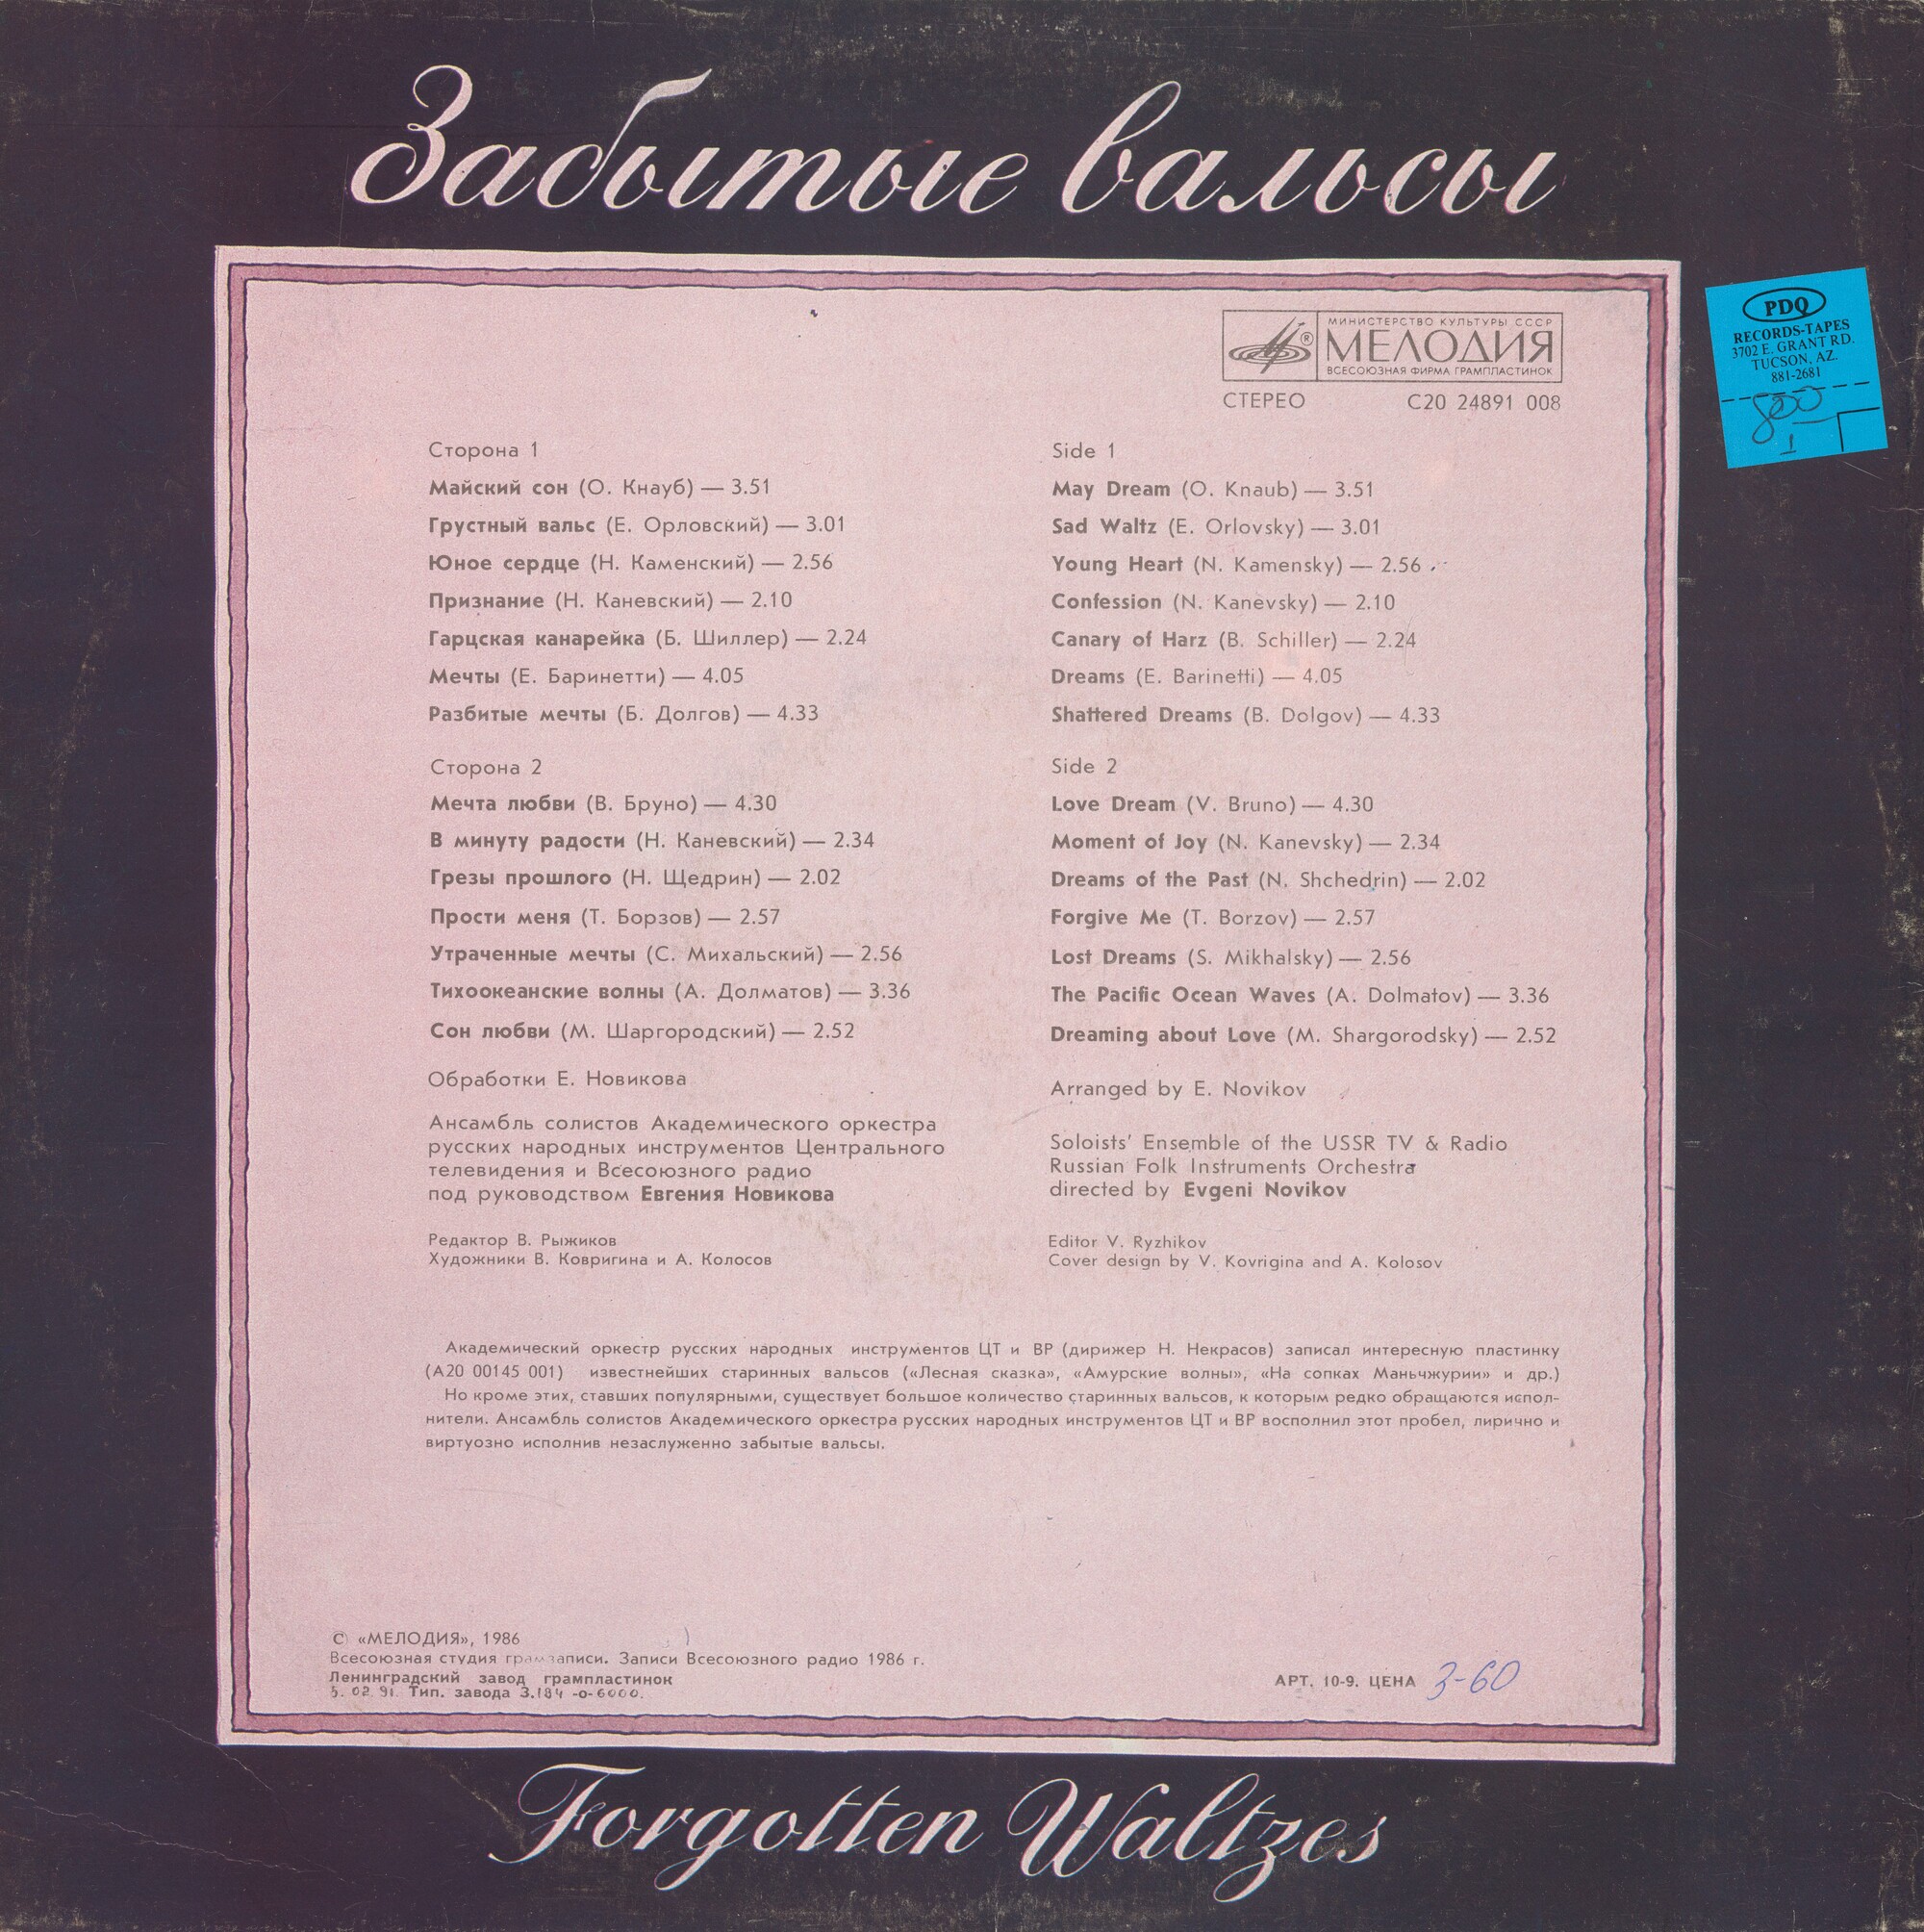 Забытые вальсы
PDQ
RECORDS-TAPES
3702 E. GRANT RD.
TUCSON, AZ.
881-2681
МИНИСТЕРСТВО КУЛЬТУРЫ СССР
МЕЛОДИЯ
ВСЕСОЮЗНАЯ ФИРМА ГРАМПЛАСТИНОК
СТЕРЕО С20 24891 008
Сторона 1
Майский сон (О. Кнауб) — 3.51
Грустный вальс (Е. Орловский) — 3.01
Юное сердце (Н. Каменский) — 2.56
Признание (Н. Каневский) — 2.10
Гарцская канарейка (Б. Шиллер) — 2.24
Мечты (Е. Баринетти) — 4.05
Разбитые мечты (Б. Долгов) — 4.33
Сторона 2
Мечта любви (В. Бруно) — 4.30
В минуту радости (Н. Каневский) — 2.34
Грезы прошлого (Н. Щедрин) — 2.02
Прости меня (Т. Борзов) — 2.57
Утраченные мечты (С. Михальский) — 2.56
Тихоокеанские волны (А. Долматов) — 3.36
Сон любви (М. Шаргородский) — 2.52
Обработки Е. Новикова
Ансамбль солистов Академического оркестра
русских народных инструментов Центрального
телевидения и Всесоюзного радио
под руководством Евгения Новикова
Редактор В. Рыжиков
Художники В. Ковригина и А. Колосов
Side 1
May Dream (O. Knaub) — 3.51
Sad Waltz (E. Orlovsky) — 3.01
Young Heart (N. Kamensky) — 2.56
Confession (N. Kanevsky) — 2.10
Canary of Harz (B. Schiller) — 2.24
Dreams (E. Barinetti) — 4.05
Shattered Dreams (B. Dolgov) — 4.33
Side 2
Love Dream (V. Bruno) — 4.30
Moment of Joy (N. Kanevsky) — 2.34
Dreams of the Past (N. Shchedrin) — 2.02
Forgive Me (T. Borzov) — 2.57
Lost Dreams (S. Mikhalsky) — 2.56
The Pacific Ocean Waves (A. Dolmatov) — 3.36
Dreaming about Love (M. Shargorodsky) — 2.52
Arranged by E. Novikov
Soloists' Ensemble of the USSR TV & Radio
Russian Folk Instruments Orchestra
directed by Evgeni Novikov
Editor V. Ryzhikov
Cover design by V. Kovrigina and A. Kolosov
Академический оркестр русских народных инструментов ЦТ и ВР (дирижер Н. Некрасов) записал интересную пластинку
(А20 00145 001) известнейших старинных вальсов («Лесная сказка», «Амурские волны», «На сопках Маньчжурии» и др.)
Но кроме этих, ставших популярными, существует большое количество старинных вальсов, к которым редко обращаются испол-
нители. Ансамбль солистов Академического оркестра русских народных инструментов ЦТ и ВР восполнил этот пробел, лирично и
виртуозно исполнив незаслуженно забытые вальсы.
© «МЕЛОДИЯ», 1986
Всесоюзная студия грамзаписи. Записи Всесоюзного радио 1986 г.
Ленинградский завод грампластинок
5. 02. 91. Тип. завода З.184 -о-6000.
АРТ. 10-9. ЦЕНА 3-60
Forgotten Waltzes